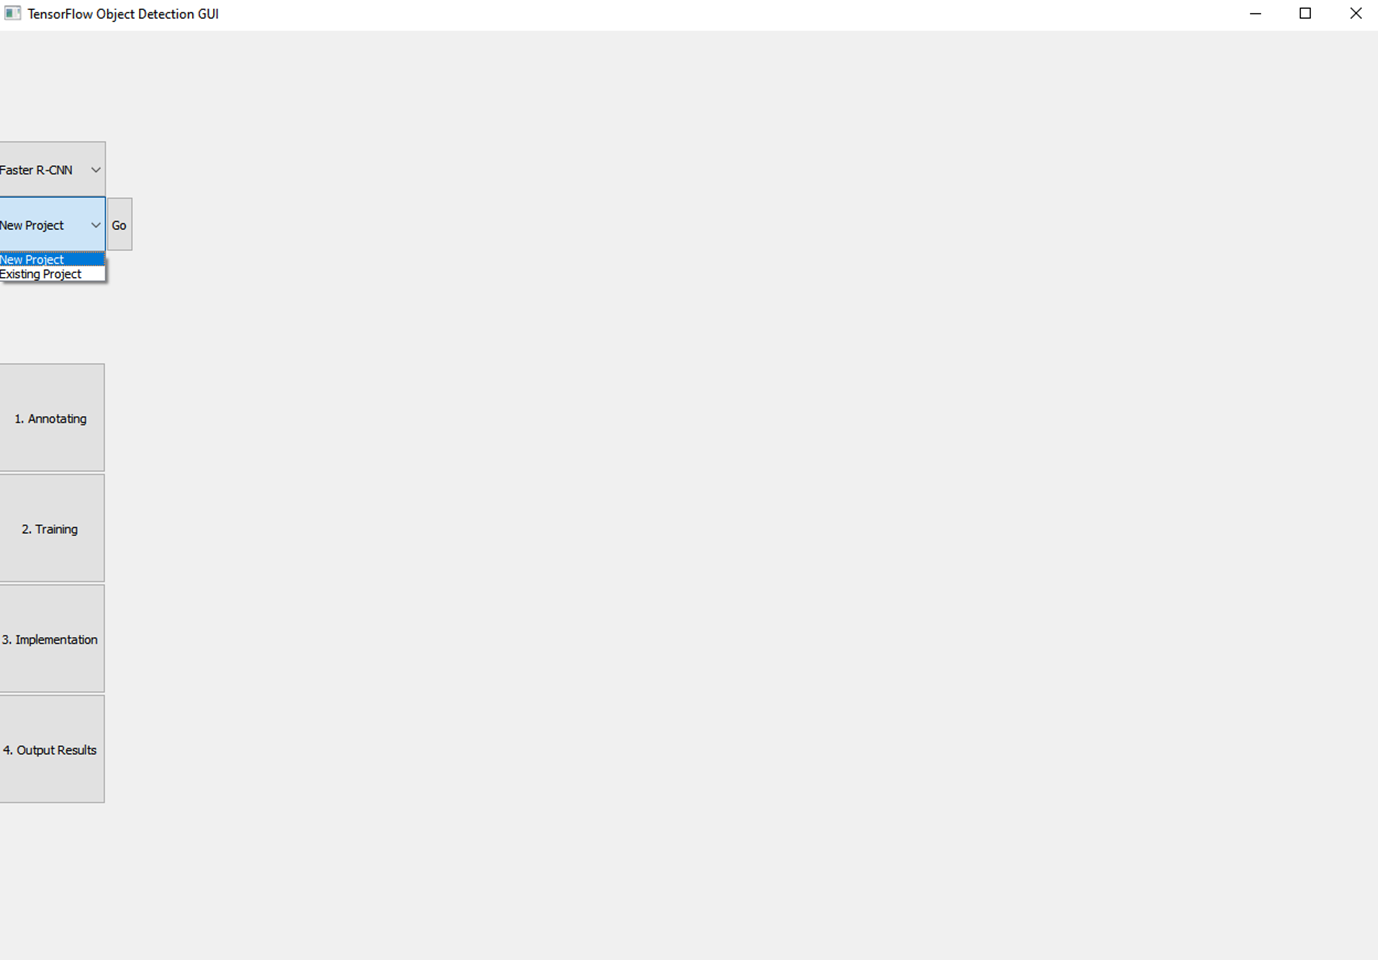 TensorFlow Object Detection GUI
Faster R-CNN
New Project
Go
New Project
Existing Project
1. Annotating
2. Training
3. Implementation
4. Output Results